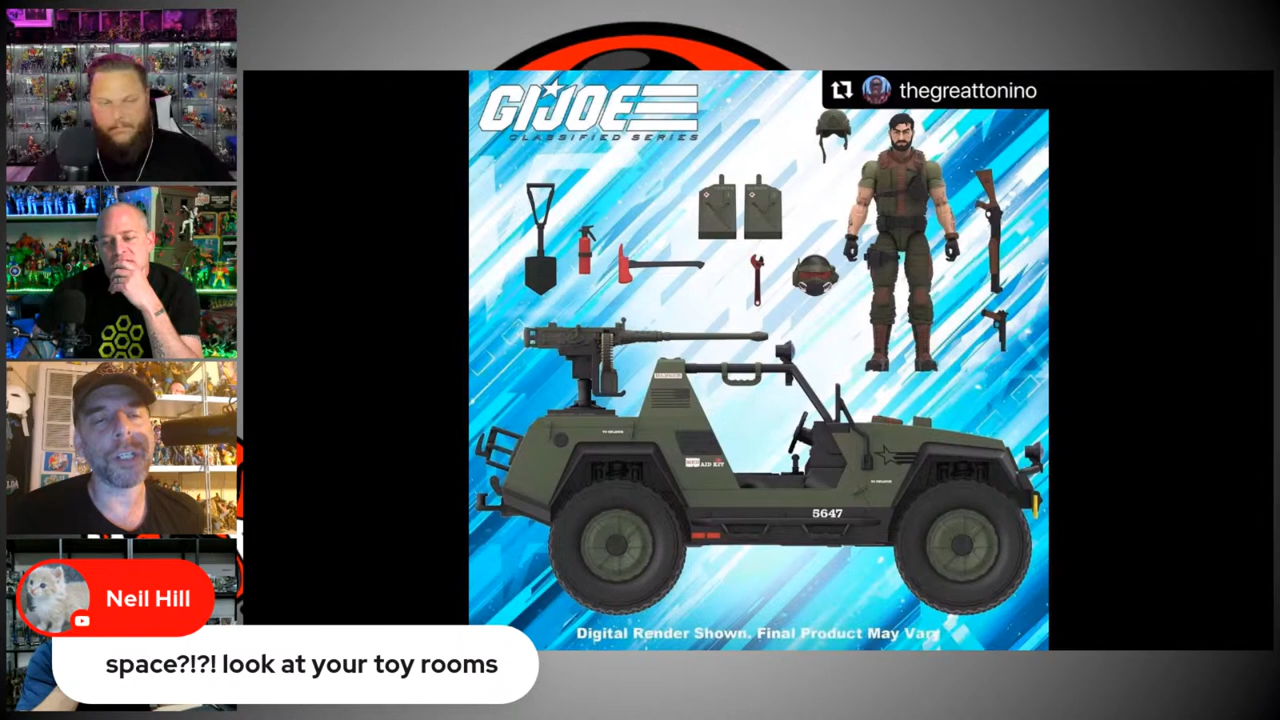 thegreattonino
GIJOE
CLASSIFIED SERIES
AID KIT
5647
Digital Render Shown. Final Product May Vary
Neil Hill
space?!?! look at your toy rooms